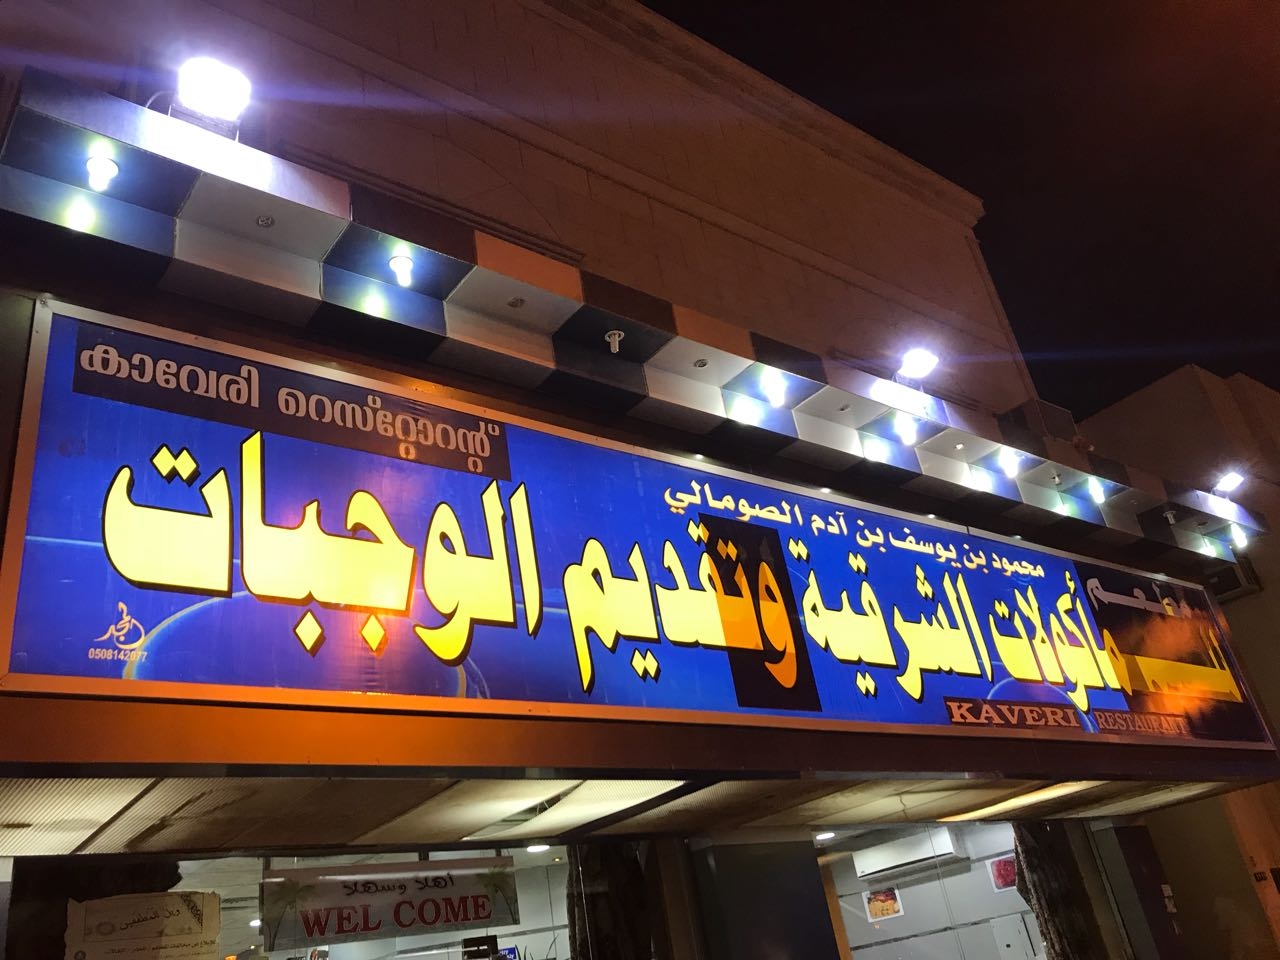 കാവേരി റെസ്റ്റോറന്റ്
محمود بن يوسف بن آدم الصومالي
مطعم
للمأكولات الشرقية وتقديم الوجبات
KAVERI RESTAURANT
0508142077
أهلا وسهلا
WEL COME